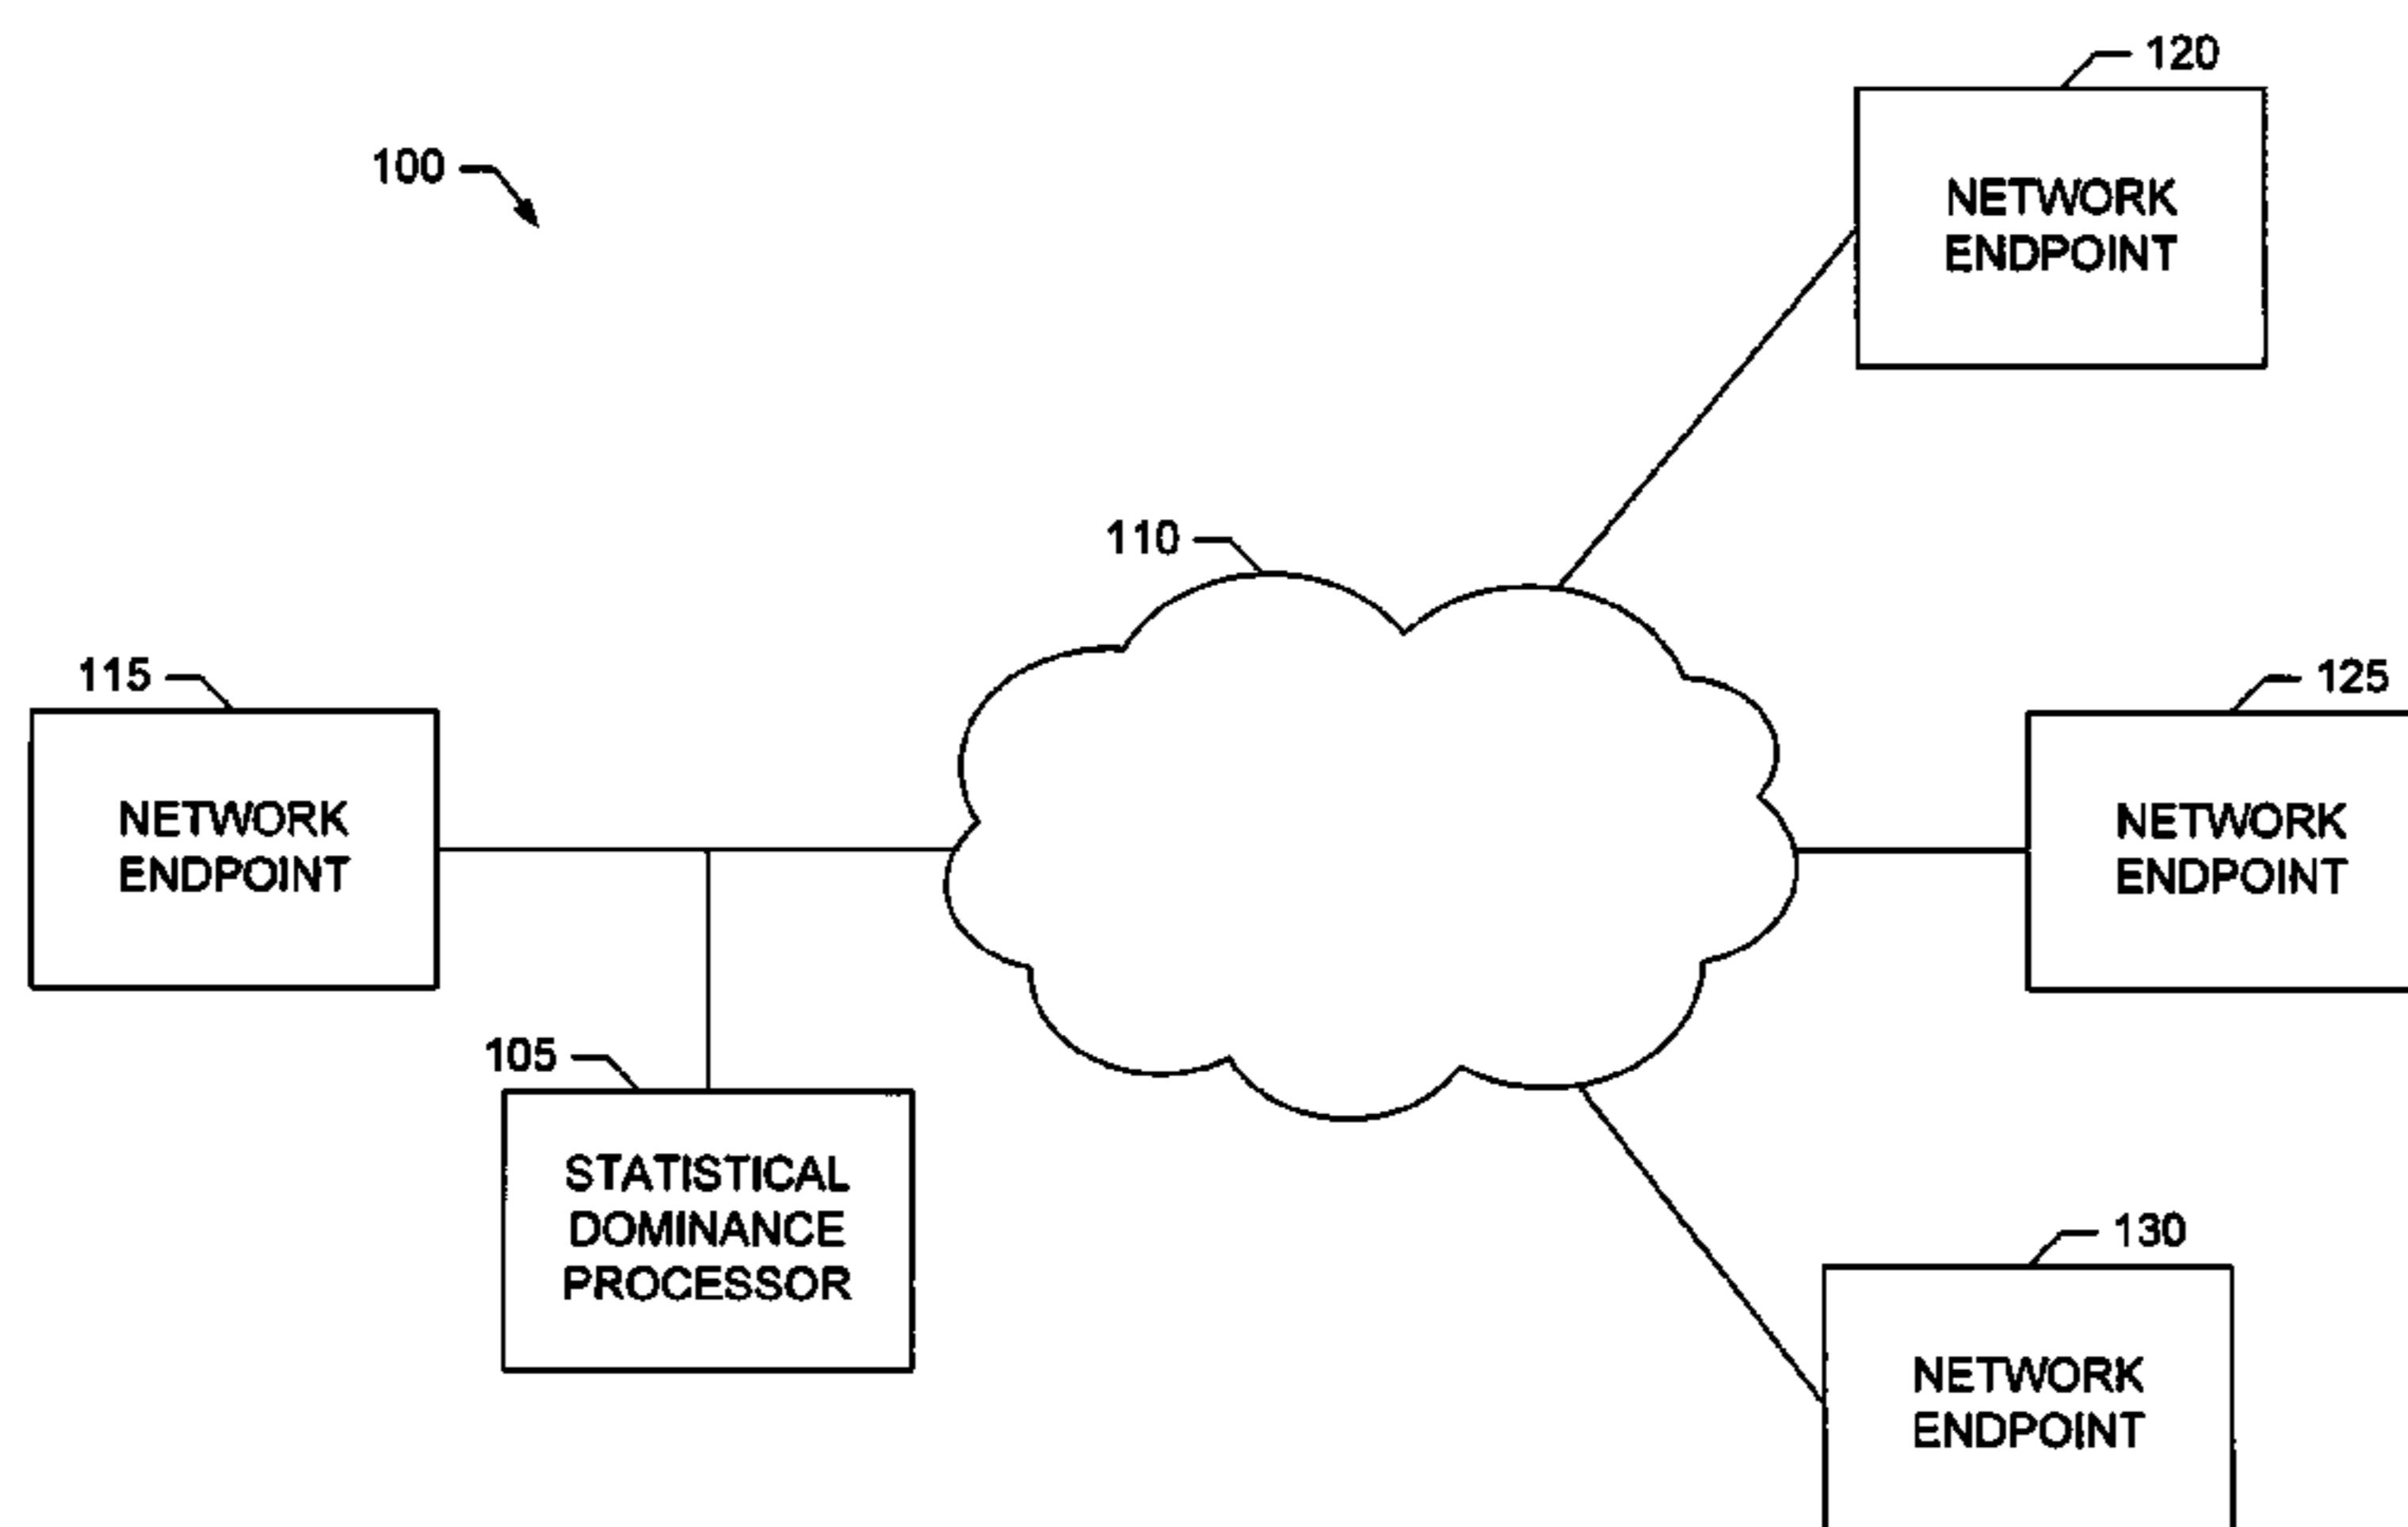 120
100
NETWORK
ENDPOINT
110
115
125
NETWORK
ENDPOINT
NETWORK
ENDPOINT
105
STATISTICAL
DOMINANCE
PROCESSOR
130
NETWORK
ENDPOINT